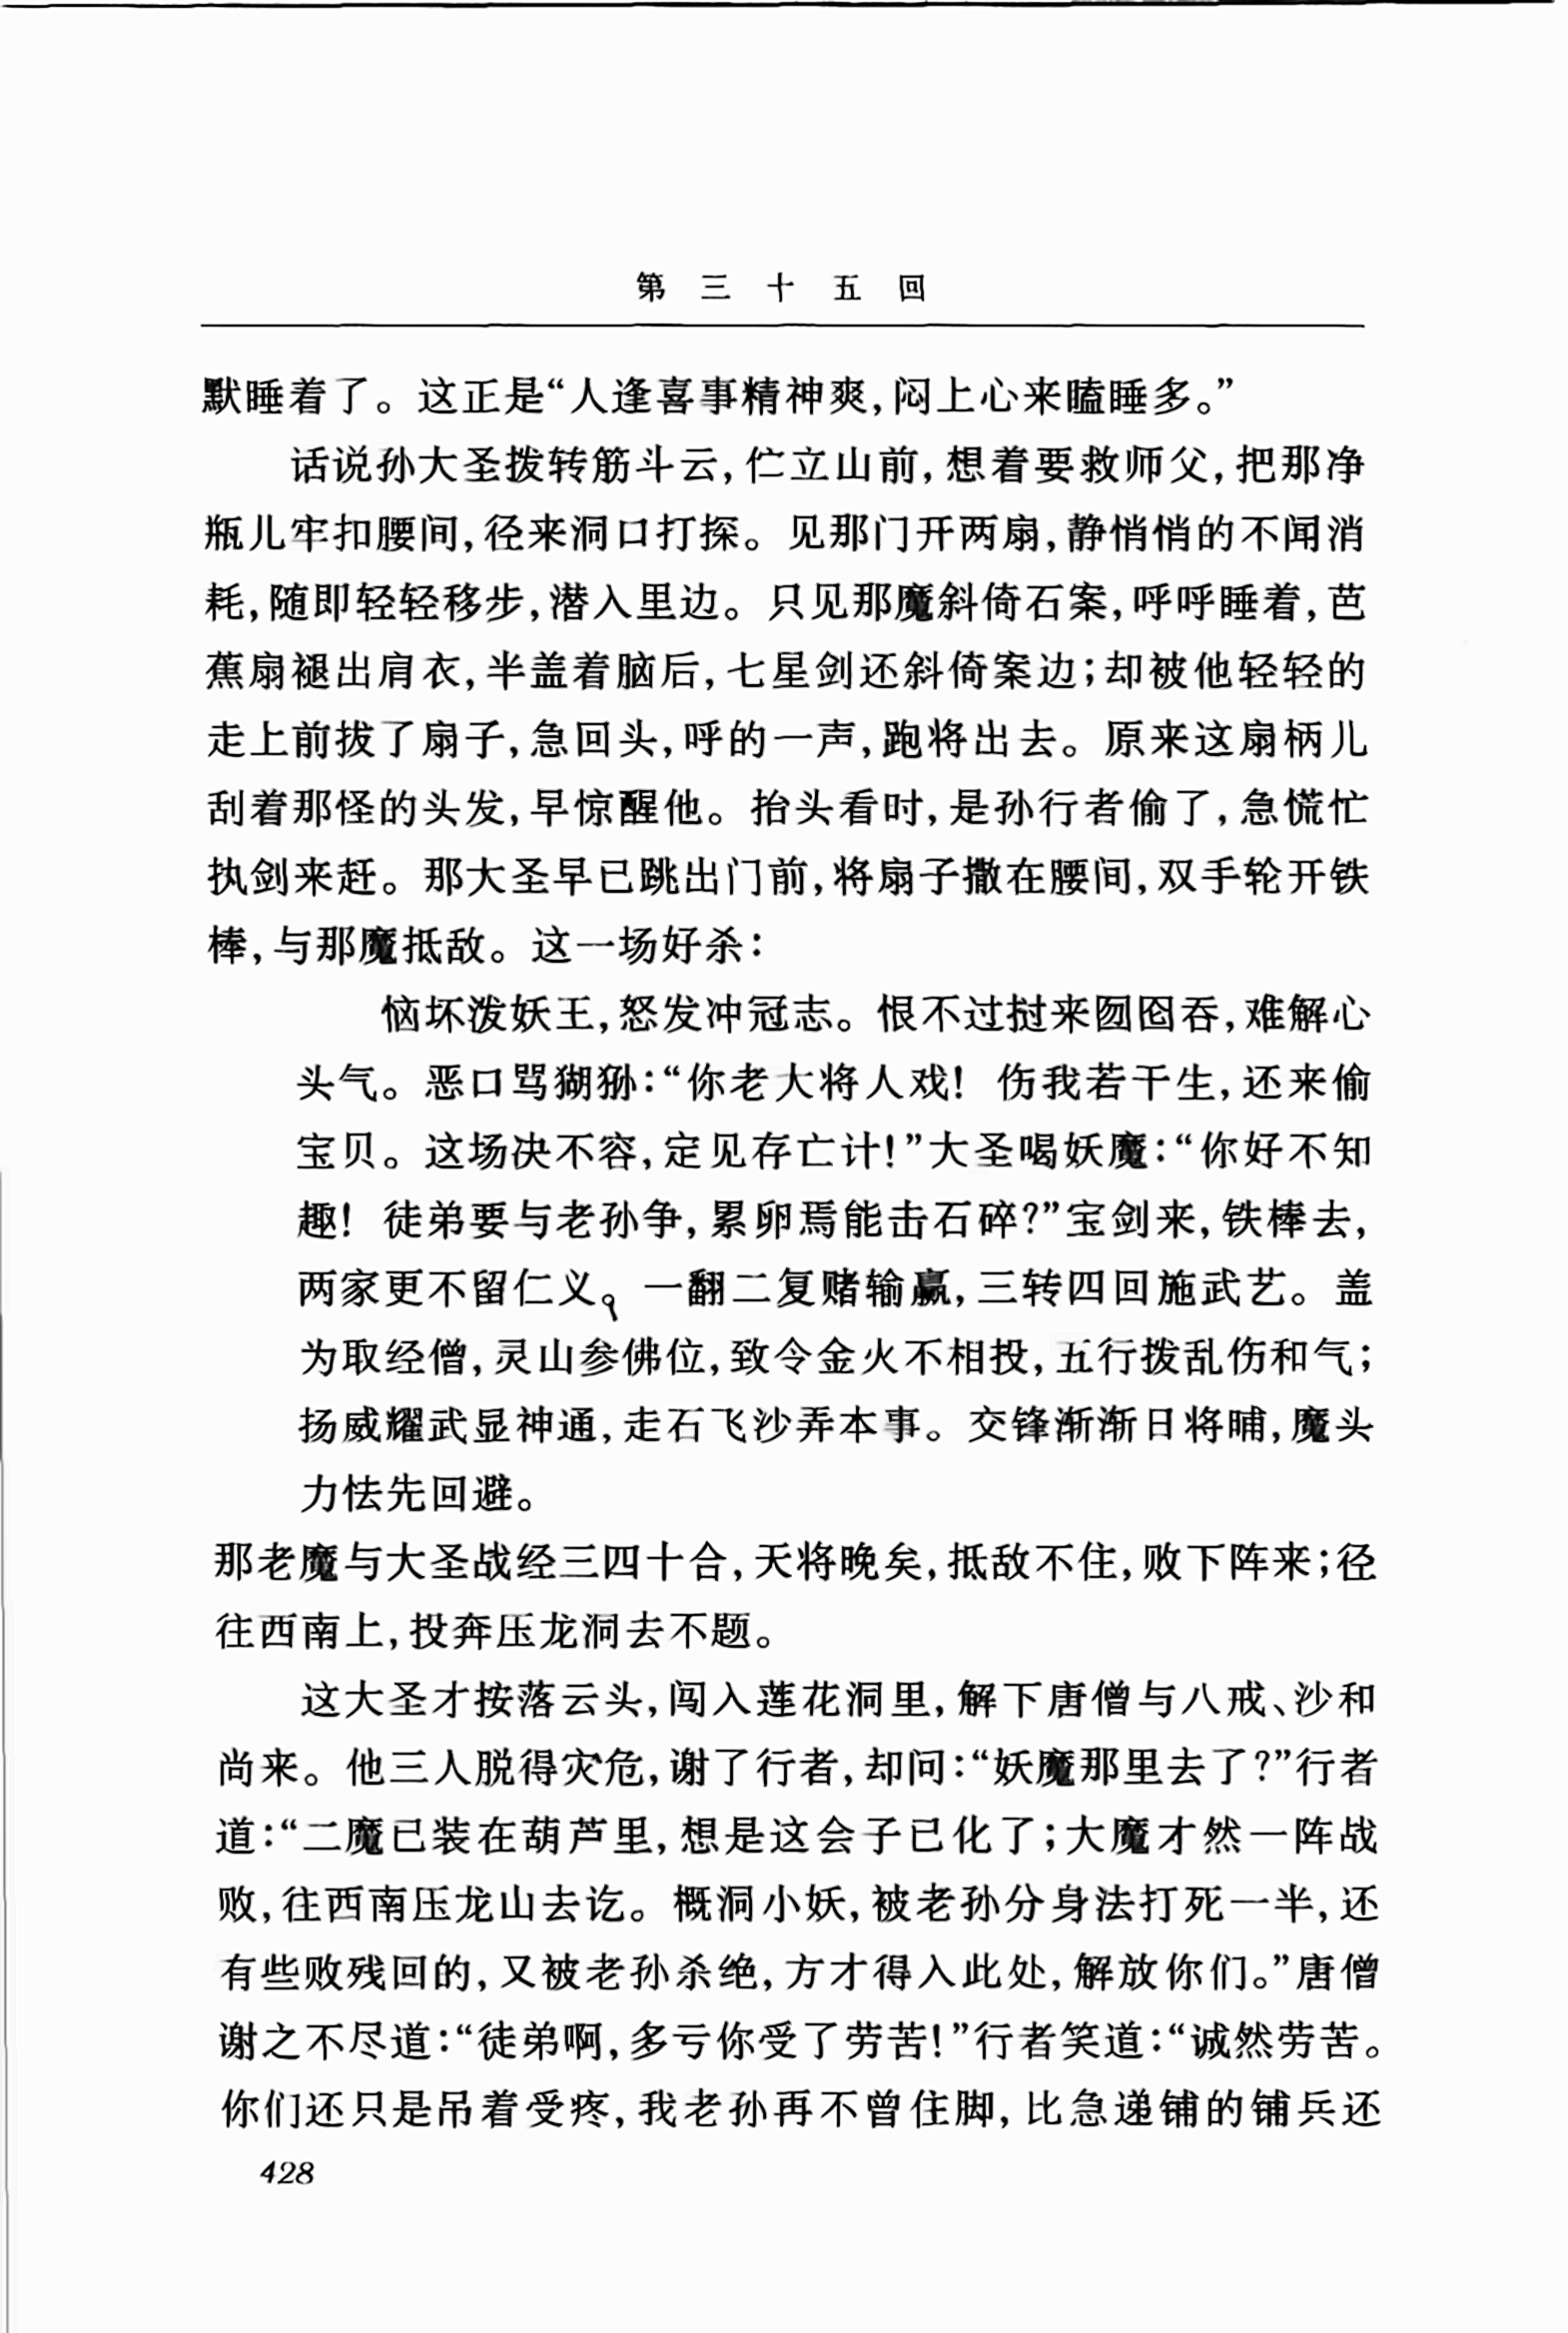 第三十五回
默睡着了。这正是“人逢喜事精神爽,闷上心来瞌睡多。”
话说孙大圣拨转筋斗云,伫立山前,想着要救师父,把那净
瓶儿牢扣腰间,径来洞口打探。见那门开两扇,静悄悄的不闻消
耗,随即轻轻移步,潜入里边。只见那魔斜倚石案,呼呼睡着,芭
蕉扇褪出肩衣,半盖着脑后,七星剑还斜倚案边;却被他轻轻的
走上前拔了扇子,急回头,呼的一声,跑将出去。原来这扇柄儿
刮着那怪的头发,早惊醒他。抬头看时,是孙行者偷了,急慌忙
执剑来赶。那大圣早已跳出门前,将扇子撒在腰间,双手轮开铁
棒,与那魔抵敌。这一场好杀:
恼坏泼妖王,怒发冲冠志。恨不过挝来囫囵吞,难解心
头气。恶口骂猢狲:“你老大将人戏! 伤我若干生,还来偷
宝贝。这场决不容,定见存亡计!”大圣喝妖魔:“你好不知
趣! 徒弟要与老孙争,累卵焉能击石碎?”宝剑来,铁棒去,
两家更不留仁义。一翻二复赌输赢,三转四回施武艺。盖
为取经僧,灵山参佛位,致令金火不相投,五行拨乱伤和气;
扬威耀武显神通,走石飞沙弄本事。交锋渐渐日将晡,魔头
力怯先回避。
那老魔与大圣战经三四十合,天将晚矣,抵敌不住,败下阵来;径
往西南上,投奔压龙洞去不题。
这大圣才按落云头,闯入莲花洞里,解下唐僧与八戒、沙和
尚来。他三人脱得灾危,谢了行者,却问:“妖魔那里去了?”行者
道:“二魔已装在葫芦里,想是这会子已化了;大魔才然一阵战
败,往西南压龙山去讫。概洞小妖,被老孙分身法打死一半,还
有些败残回的,又被老孙杀绝,方才得入此处,解放你们。”唐僧
谢之不尽道:“徒弟啊,多亏你受了劳苦!”行者笑道:“诚然劳苦。
你们还只是吊着受疼,我老孙再不曾住脚,比急递铺的铺兵还
428